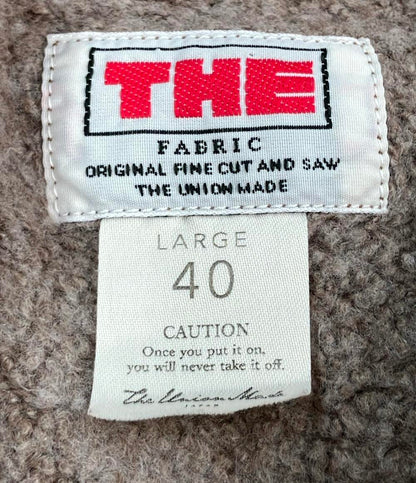 THE
FABRIC
ORIGINAL FINE CUT AND SAW
THE UNION MADE
LARGE
40
CAUTION
Once you put it on,
you will never take it off.
The Union Made
JAPAN